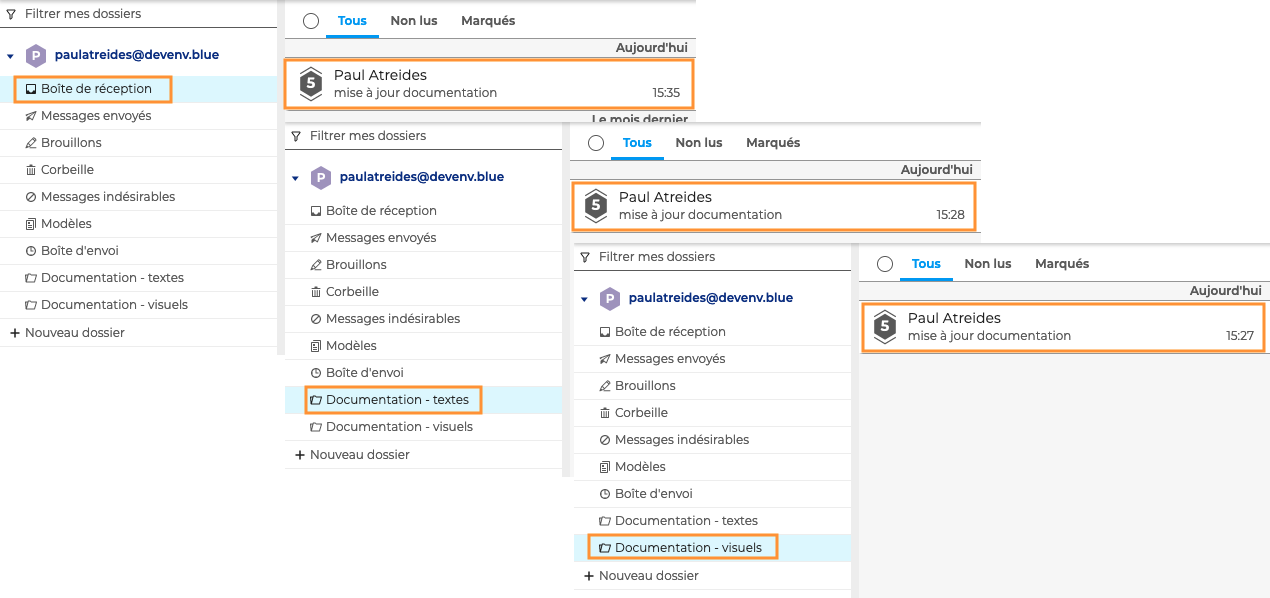 Filtrer mes dossiers
P paulatreides@devenv.blue
Boîte de réception
Messages envoyés
Brouillons
Corbeille
Messages indésirables
Modèles
Boîte d'envoi
Documentation - textes
Documentation - visuels
+ Nouveau dossier
Tous Non lus Marqués
Aujourd'hui
5 Paul Atreides
mise à jour documentation 15:35
Le mois dernier
Filtrer mes dossiers
P paulatreides@devenv.blue
Boîte de réception
Messages envoyés
Brouillons
Corbeille
Messages indésirables
Modèles
Boîte d'envoi
Documentation - textes
Documentation - visuels
+ Nouveau dossier
Tous Non lus Marqués
Aujourd'hui
5 Paul Atreides
mise à jour documentation 15:28
Filtrer mes dossiers
P paulatreides@devenv.blue
Boîte de réception
Messages envoyés
Brouillons
Corbeille
Messages indésirables
Modèles
Boîte d'envoi
Documentation - textes
Documentation - visuels
+ Nouveau dossier
Tous Non lus Marqués
Aujourd'hui
5 Paul Atreides
mise à jour documentation 15:27